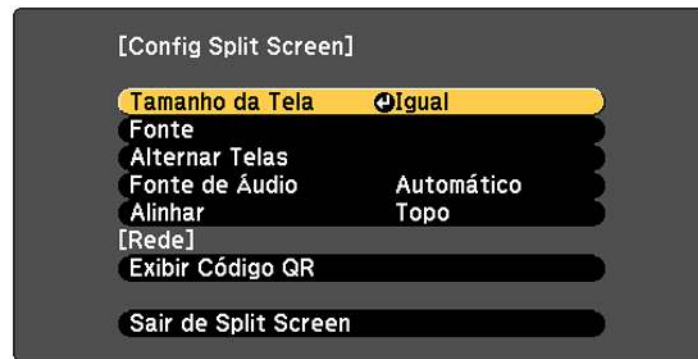 [Config Split Screen]
Tamanho da Tela Igual
Fonte
Alternar Telas
Fonte de Áudio Automático
Alinhar Topo
[Rede]
Exibir Código QR
Sair de Split Screen